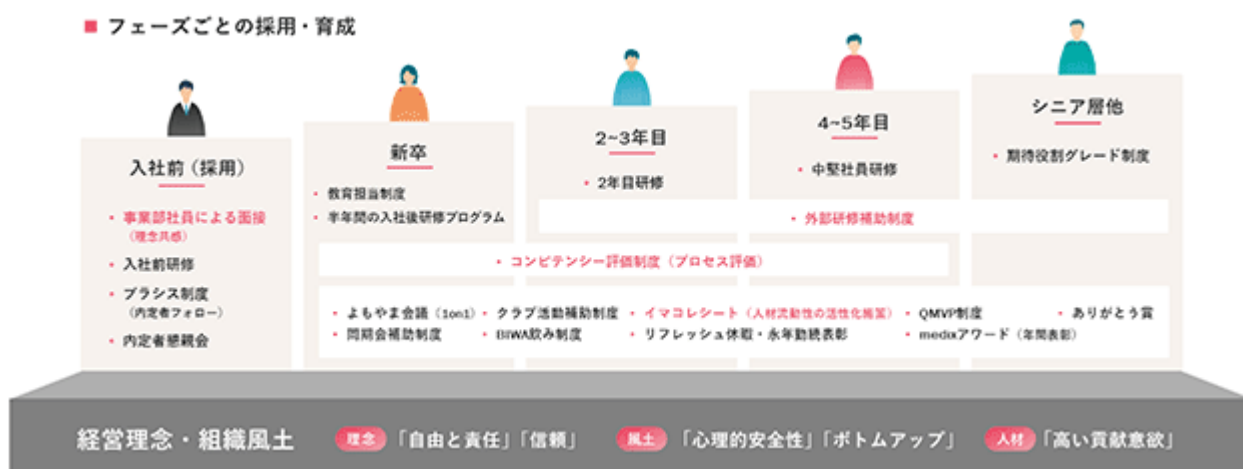 ■ フェーズごとの採用・育成
入社前（採用）
・事業部社員による面接
（理念共感）
・入社前研修
・ブラシス制度
（内定者フォロー）
・内定者懇親会
新卒
・教育担当制度
・半年間の入社後研修プログラム
2~3年目
・2年目研修
4~5年目
・中堅社員研修
シニア層他
・期待役割グレード制度
・外部研修補助制度
・コンピテンシー評価制度（プロセス評価）
・よもやま会議（1on1）・クラブ活動補助制度 ・イマコレシート（人材流動性の活性化施策）・QMVP制度 ・ありがとう賞
・同期会補助制度 ・BIWA飲み制度 ・リフレッシュ休暇・永年勤続表彰 ・medixアワード（年間表彰）
経営理念・組織風土 理念「自由と責任」「信頼」 風土「心理的安全性」「ボトムアップ」 人材「高い貢献意欲」